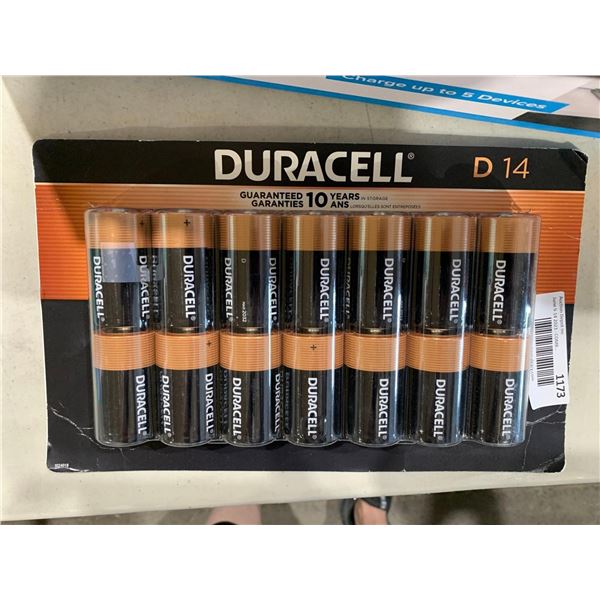 Charge up to 5 Devices
DURACELL® D 14
GUARANTEED 10 YEARS IN STORAGE
GARANTIES ANS LORSQU'ELLES SONT ENTREPOSÉES
DURACELL® DURACELL® DURACELL® DURACELL® DURACELL® DURACELL® DURACELL®
DURACELL® DURACELL® DURACELL® DURACELL® DURACELL® DURACELL® DURACELL®
1173